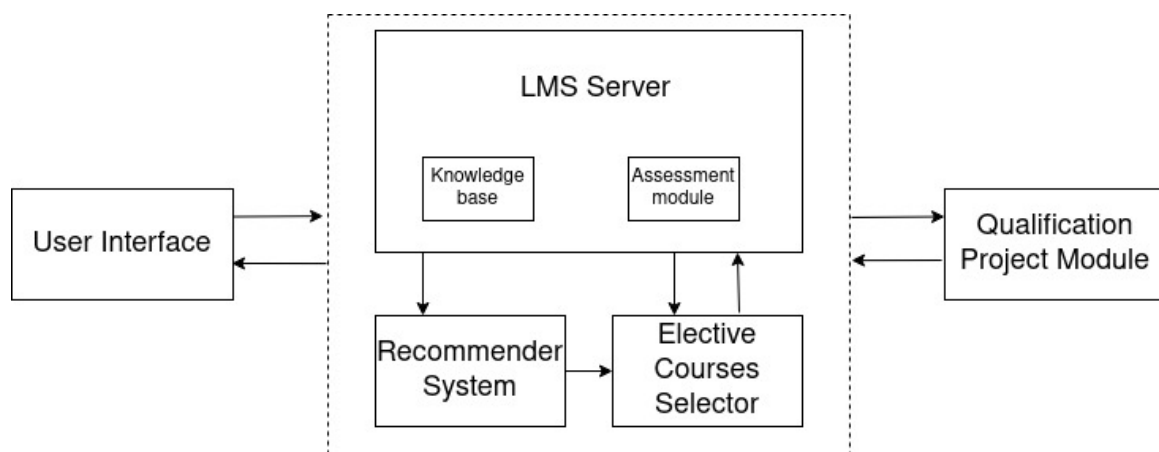 LMS Server
Knowledge
base
Assessment
module
User Interface
Qualification
Project Module
Recommender
System
Elective
Courses
Selector